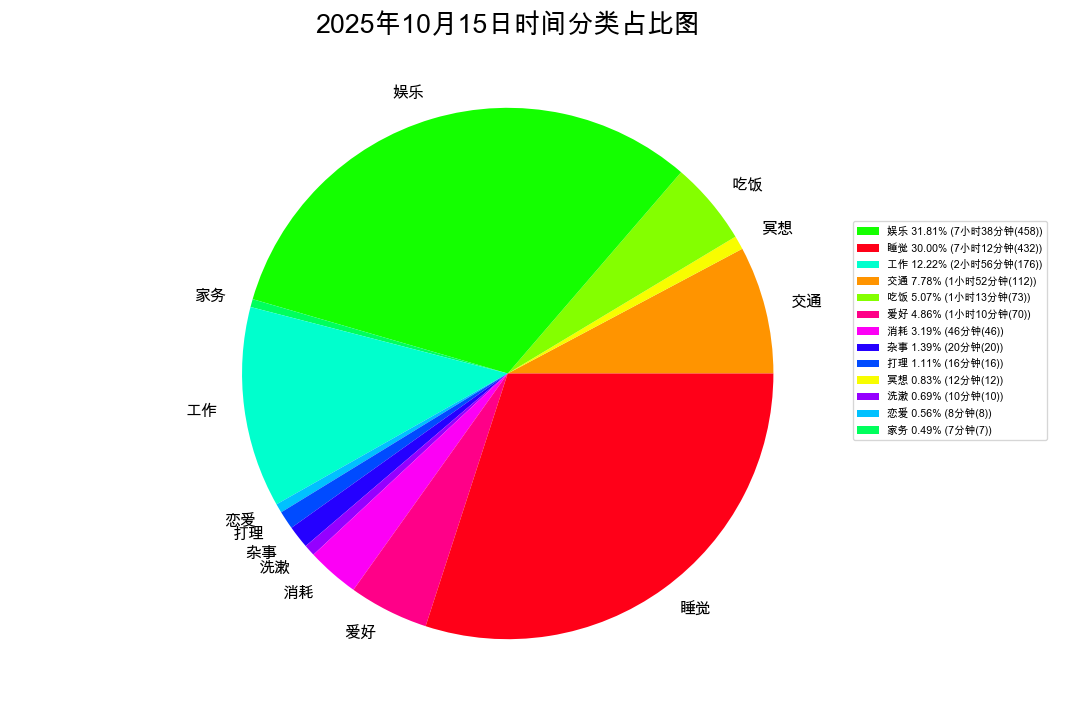 2025年10月15日时间分类占比图
娱乐
吃饭
冥想
交通
家务
工作
恋爱
打理
杂事
洗漱
消耗
爱好
睡觉
娱乐 31.81% (7小时38分钟(458))
睡觉 30.00% (7小时12分钟(432))
工作 12.22% (2小时56分钟(176))
交通 7.78% (1小时52分钟(112))
吃饭 5.07% (1小时13分钟(73))
爱好 4.86% (1小时10分钟(70))
消耗 3.19% (46分钟(46))
杂事 1.39% (20分钟(20))
打理 1.11% (16分钟(16))
冥想 0.83% (12分钟(12))
洗漱 0.69% (10分钟(10))
恋爱 0.56% (8分钟(8))
家务 0.49% (7分钟(7))